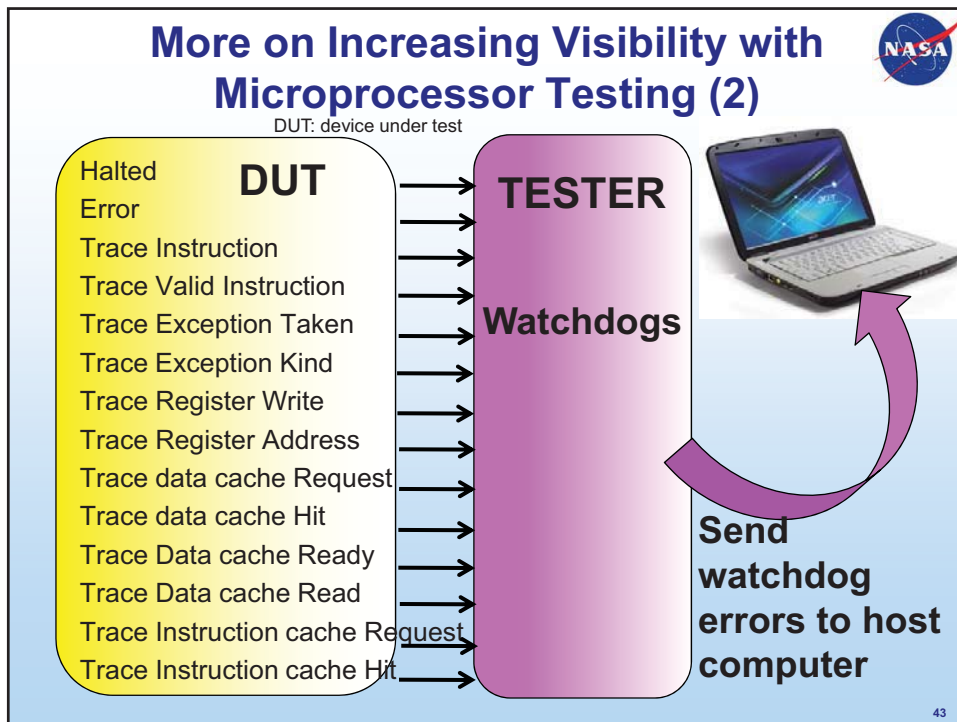 More on Increasing Visibility with
Microprocessor Testing (2)
NASA
DUT: device under test
DUT
Halted
Error
Trace Instruction
Trace Valid Instruction
Trace Exception Taken
Trace Exception Kind
Trace Register Write
Trace Register Address
Trace data cache Request
Trace data cache Hit
Trace Data cache Ready
Trace Data cache Read
Trace Instruction cache Request
Trace Instruction cache Hit
TESTER
Watchdogs
acer
Send
watchdog
errors to host
computer
43